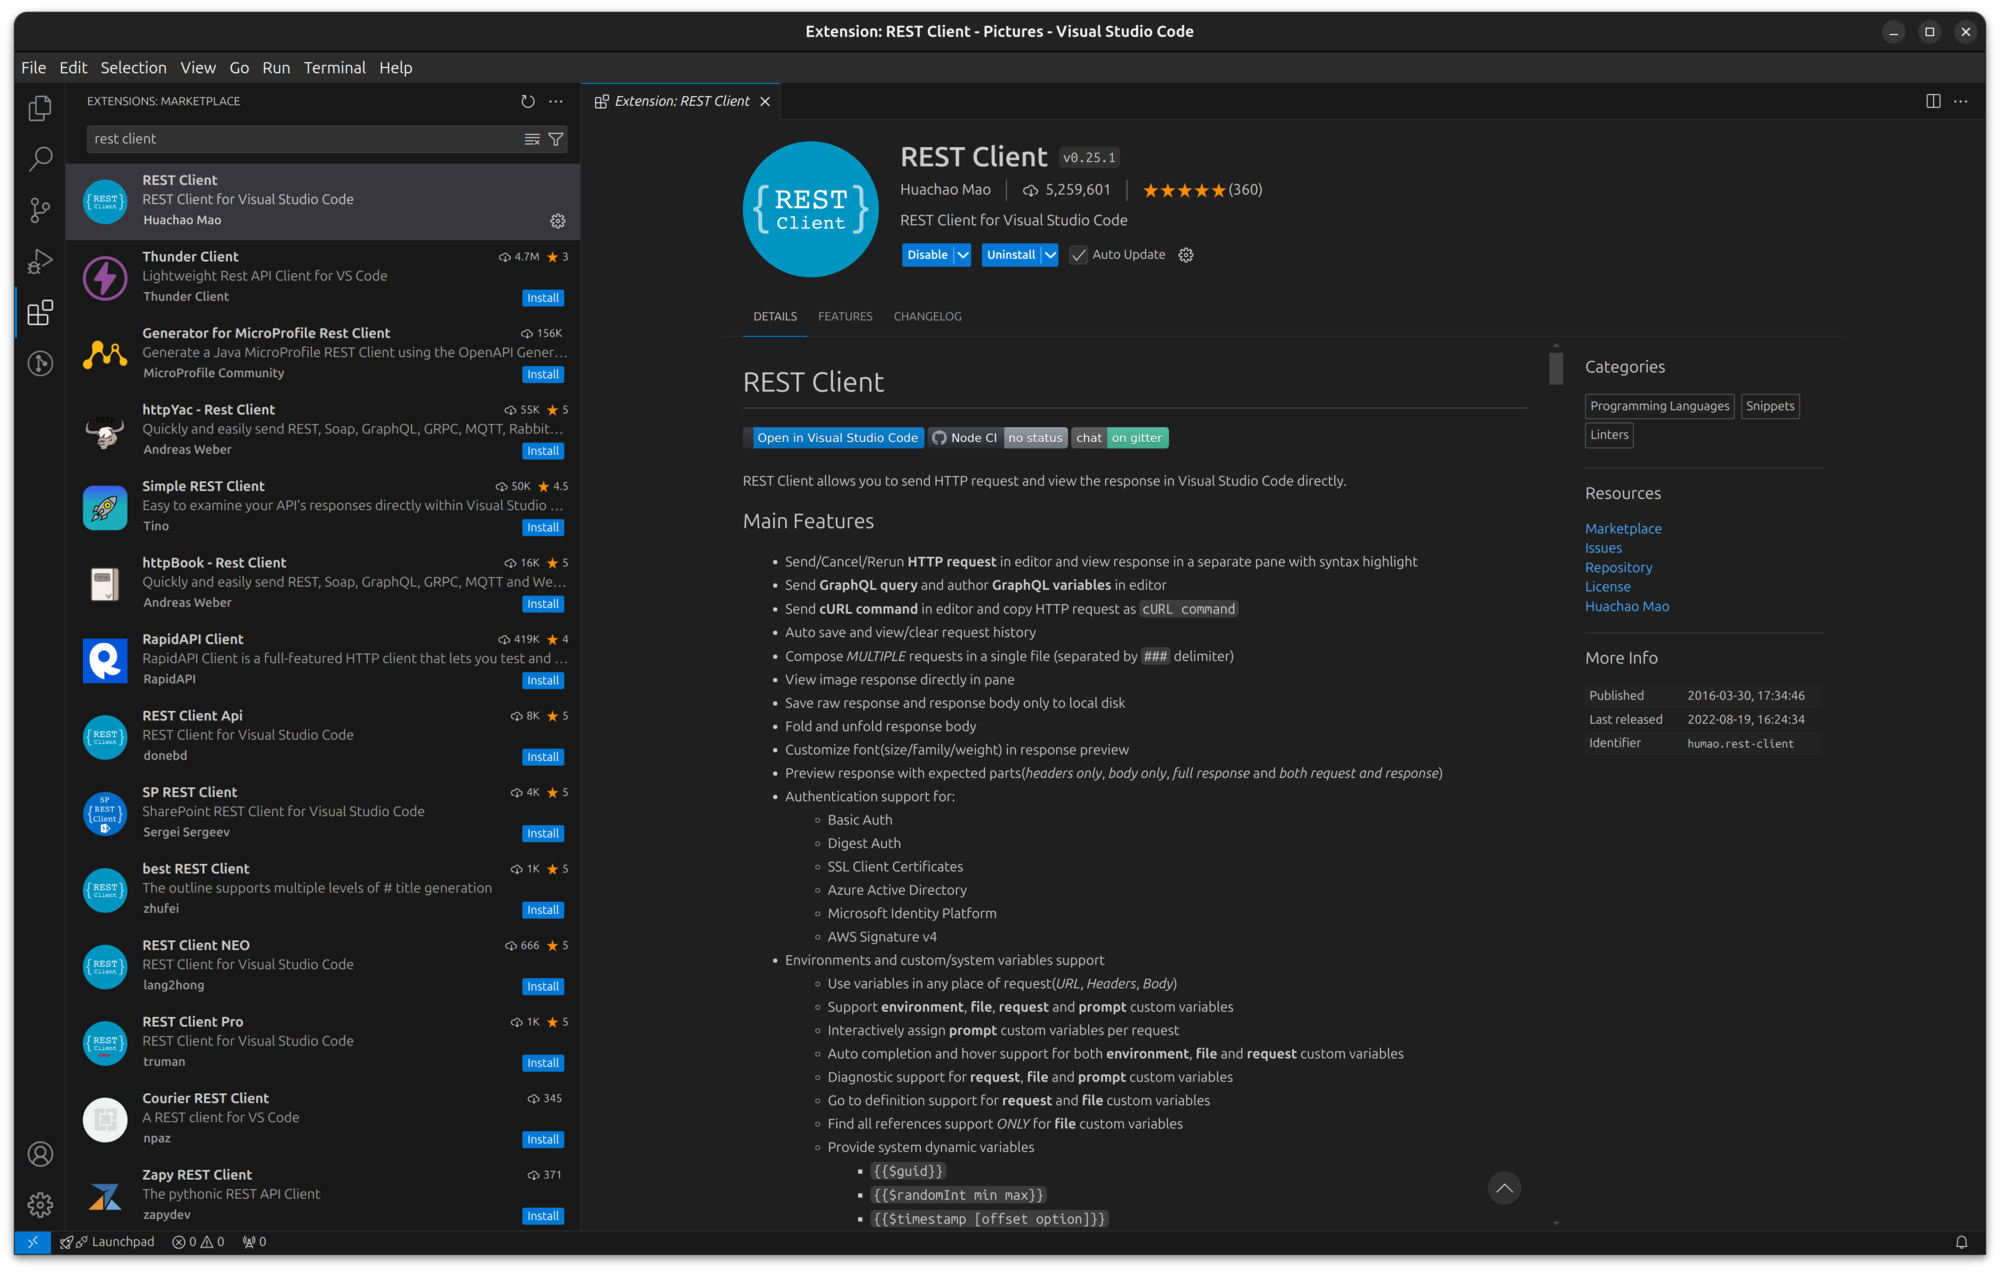 Extension: REST Client - Pictures - Visual Studio Code
File Edit Selection View Go Run Terminal Help
EXTENSIONS: MARKETPLACE
rest client
REST Client
REST Client for Visual Studio Code
Huachao Mao
Thunder Client 4.7M ★ 3
Lightweight Rest API Client for VS Code
Thunder Client Install
Generator for MicroProfile Rest Client 156K
Generate a Java MicroProfile REST Client using the OpenAPI Gener...
MicroProfile Community Install
httpYac - Rest Client 55K ★ 5
Quickly and easily send REST, Soap, GraphQL, GRPC, MQTT, Rabbit...
Andreas Weber Install
Simple REST Client 50K ★ 4.5
Easy to examine your API's responses directly within Visual Studio ...
Tino Install
httpBook - Rest Client 16K ★ 5
Quickly and easily send REST, Soap, GraphQL, GRPC, MQTT and We...
Andreas Weber Install
RapidAPI Client 419K ★ 4
RapidAPI Client is a full-featured HTTP client that lets you test and ...
RapidAPI Install
REST Client Api 8K ★ 5
REST Client for Visual Studio Code
donebd Install
SP REST Client 4K ★ 5
SharePoint REST Client for Visual Studio Code
Sergei Sergeev Install
best REST Client 1K ★ 5
The outline supports multiple levels of # title generation
zhufei Install
REST Client NEO 666 ★ 5
REST Client for Visual Studio Code
lang2hong Install
REST Client Pro 1K ★ 5
REST Client for Visual Studio Code
truman Install
Courier REST Client 345
A REST client for VS Code
npaz Install
Zapy REST Client 371
The pythonic REST API Client
zapydev Install
Extension: REST Client
{REST}
Client
REST Client v0.25.1
Huachao Mao 5,259,601 ★★★★★(360)
REST Client for Visual Studio Code
Disable Uninstall Auto Update
DETAILS FEATURES CHANGELOG
REST Client
Open in Visual Studio Code Node CI no status chat on gitter
REST Client allows you to send HTTP request and view the response in Visual Studio Code directly.
Main Features
• Send/Cancel/Rerun HTTP request in editor and view response in a separate pane with syntax highlight
• Send GraphQL query and author GraphQL variables in editor
• Send cURL command in editor and copy HTTP request as cURL command
• Auto save and view/clear request history
• Compose MULTIPLE requests in a single file (separated by ### delimiter)
• View image response directly in pane
• Save raw response and response body only to local disk
• Fold and unfold response body
• Customize font(size/family/weight) in response preview
• Preview response with expected parts(headers only, body only, full response and both request and response)
• Authentication support for:
◦ Basic Auth
◦ Digest Auth
◦ SSL Client Certificates
◦ Azure Active Directory
◦ Microsoft Identity Platform
◦ AWS Signature v4
• Environments and custom/system variables support
◦ Use variables in any place of request(URL, Headers, Body)
◦ Support environment, file, request and prompt custom variables
◦ Interactively assign prompt custom variables per request
◦ Auto completion and hover support for both environment, file and request custom variables
◦ Diagnostic support for request, file and prompt custom variables
◦ Go to definition support for request and file custom variables
◦ Find all references support ONLY for file custom variables
◦ Provide system dynamic variables
▪ {{$guid}}
▪ {{$randomInt min max}}
▪ {{$timestamp [offset option]}}
Categories
Programming Languages Snippets
Linters
Resources
Marketplace
Issues
Repository
License
Huachao Mao
More Info
Published 2016-03-30, 17:34:46
Last released 2022-08-19, 16:24:34
Identifier humao.rest-client
Launchpad 0 0 0